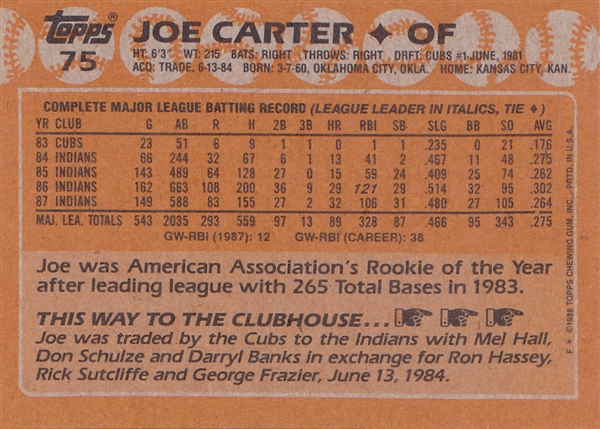 Topps
75
JOE CARTER ✦ OF
HT: 6'3" WT: 215 BATS: RIGHT THROWS: RIGHT DRFT: CUBS #1-JUNE, 1981
ACQ: TRADE, 6-13-84 BORN: 3-7-60, OKLAHOMA CITY, OKLA. HOME: KANSAS CITY, KAN.
COMPLETE MAJOR LEAGUE BATTING RECORD (LEAGUE LEADER IN ITALICS, TIE ♦)
YR CLUB G AB R H 2B 3B HR RBI SB SLG BB SO AVG
83 CUBS 23 51 6 9 1 1 0 1 1 .235 0 21 .176
84 INDIANS 66 244 32 67 6 1 13 41 2 .467 11 48 .275
85 INDIANS 143 489 64 128 27 0 15 59 24 .409 25 74 .262
86 INDIANS 162 663 108 200 36 9 29 121 29 .514 32 95 .302
87 INDIANS 149 588 83 155 27 2 32 106 31 .480 27 105 .264
MAJ. LEA. TOTALS 543 2035 293 559 97 13 89 328 87 .466 95 343 .275
GW-RBI (1987): 12 GW-RBI (CAREER): 38
Joe was American Association's Rookie of the Year
after leading league with 265 Total Bases in 1983.
THIS WAY TO THE CLUBHOUSE...
Joe was traded by the Cubs to the Indians with Mel Hall,
Don Schulze and Darryl Banks in exchange for Ron Hassey,
Rick Sutcliffe and George Frazier, June 13, 1984.
F * ©1988 TOPPS CHEWING GUM, INC. PRTD. IN U.S.A.